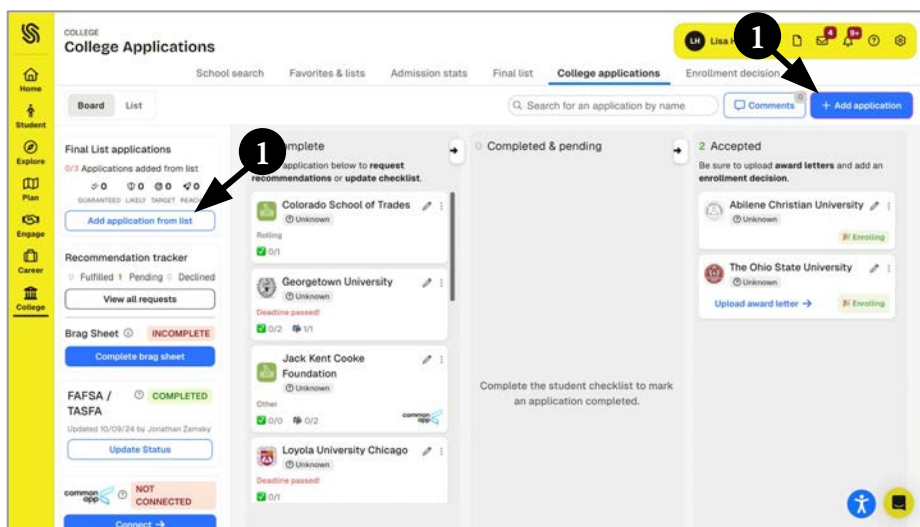 COLLEGE
College Applications
LH Lisa H
4
9+
1
School search Favorites & lists Admission stats Final list College applications Enrollment decision
Board List
Search for an application by name
Comments 0
+ Add application
Home
Student
Explore
Plan
Engage
Career
College
Final List applications
0/3 Applications added from list
0 0 0 0
GUARANTEED LIKELY TARGET REACH
Add application from list
Recommendation tracker
0 Fulfilled 1 Pending 0 Declined
View all requests
Brag Sheet INCOMPLETE
Complete brag sheet
FAFSA / COMPLETED
TASFA
Updated 10/09/24 by Jonathan Zamsky
Update Status
common app NOT
CONNECTED
Connect →
1
mplete
application below to request
recommendations or update checklist.
Colorado School of Trades
Unknown
Rolling
0/1
Georgetown University
Unknown
Deadline passed!
0/2 1/1
Jack Kent Cooke
Foundation
Unknown
Other
0/0 0/2 common app
Loyola University Chicago
Unknown
Deadline passed!
0/1
0 Completed & pending
Complete the student checklist to mark
an application completed.
2 Accepted
Be sure to upload award letters and add an
enrollment decision.
Abilene Christian University
Unknown
Enrolling
The Ohio State University
Unknown
Upload award letter → Enrolling